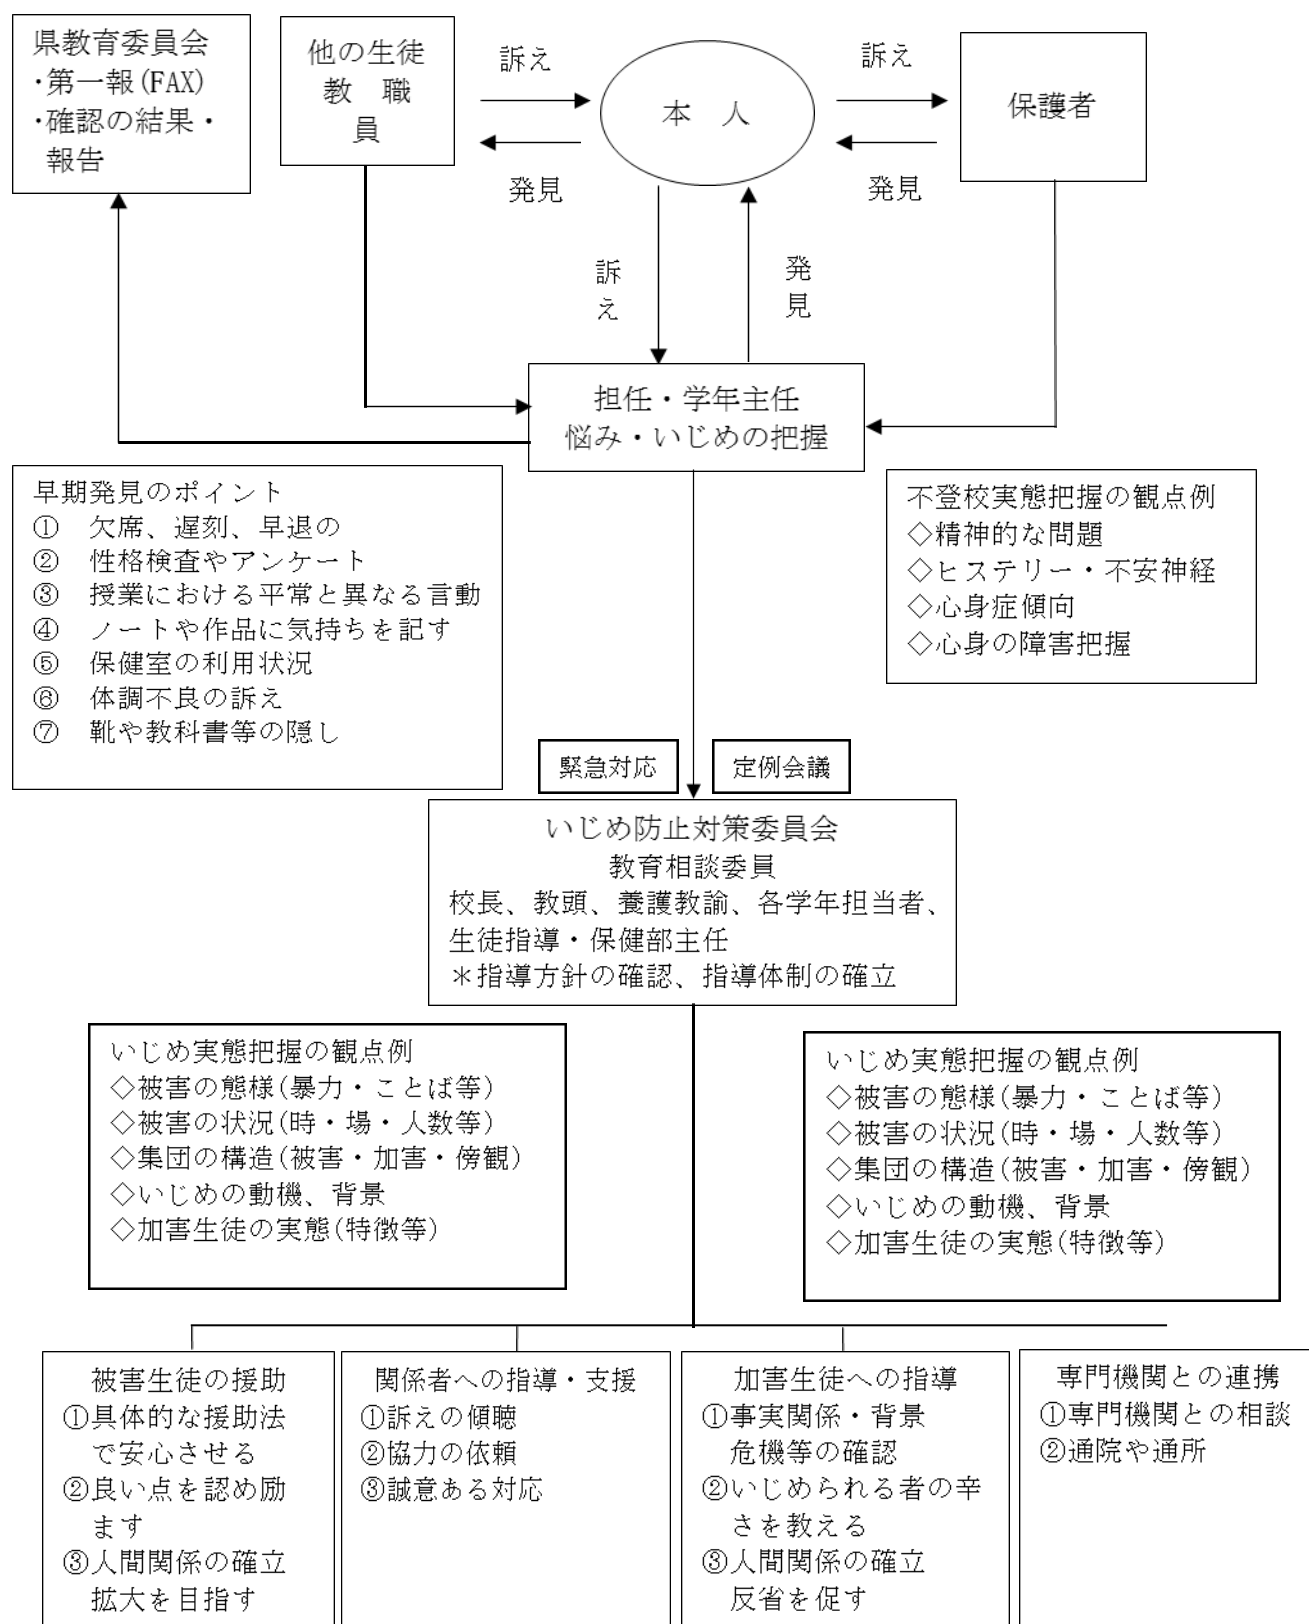 県教育委員会
・第一報(FAX)
・確認の結果・
報告
他の生徒
教 職
員
訴え
発見
本 人
訴え
発見
保護者
訴
え
発
見
担任・学年主任
悩み・いじめの把握
早期発見のポイント
① 欠席、遅刻、早退の
② 性格検査やアンケート
③ 授業における平常と異なる言動
④ ノートや作品に気持ちを記す
⑤ 保健室の利用状況
⑥ 体調不良の訴え
⑦ 靴や教科書等の隠し
不登校実態把握の観点例
◇精神的な問題
◇ヒステリー・不安神経
◇心身症傾向
◇心身の障害把握
緊急対応
定例会議
いじめ防止対策委員会
教育相談委員
校長、教頭、養護教諭、各学年担当者、
生徒指導・保健部主任
＊指導方針の確認、指導体制の確立
いじめ実態把握の観点例
◇被害の態様(暴力・ことば等)
◇被害の状況(時・場・人数等)
◇集団の構造(被害・加害・傍観)
◇いじめの動機、背景
◇加害生徒の実態(特徴等)
いじめ実態把握の観点例
◇被害の態様(暴力・ことば等)
◇被害の状況(時・場・人数等)
◇集団の構造(被害・加害・傍観)
◇いじめの動機、背景
◇加害生徒の実態(特徴等)
被害生徒の援助
①具体的な援助法
で安心させる
②良い点を認め励
ます
③人間関係の確立
拡大を目指す
関係者への指導・支援
①訴えの傾聴
②協力の依頼
③誠意ある対応
加害生徒への指導
①事実関係・背景
危機等の確認
②いじめられる者の辛
さを教える
③人間関係の確立
反省を促す
専門機関との連携
①専門機関との相談
②通院や通所